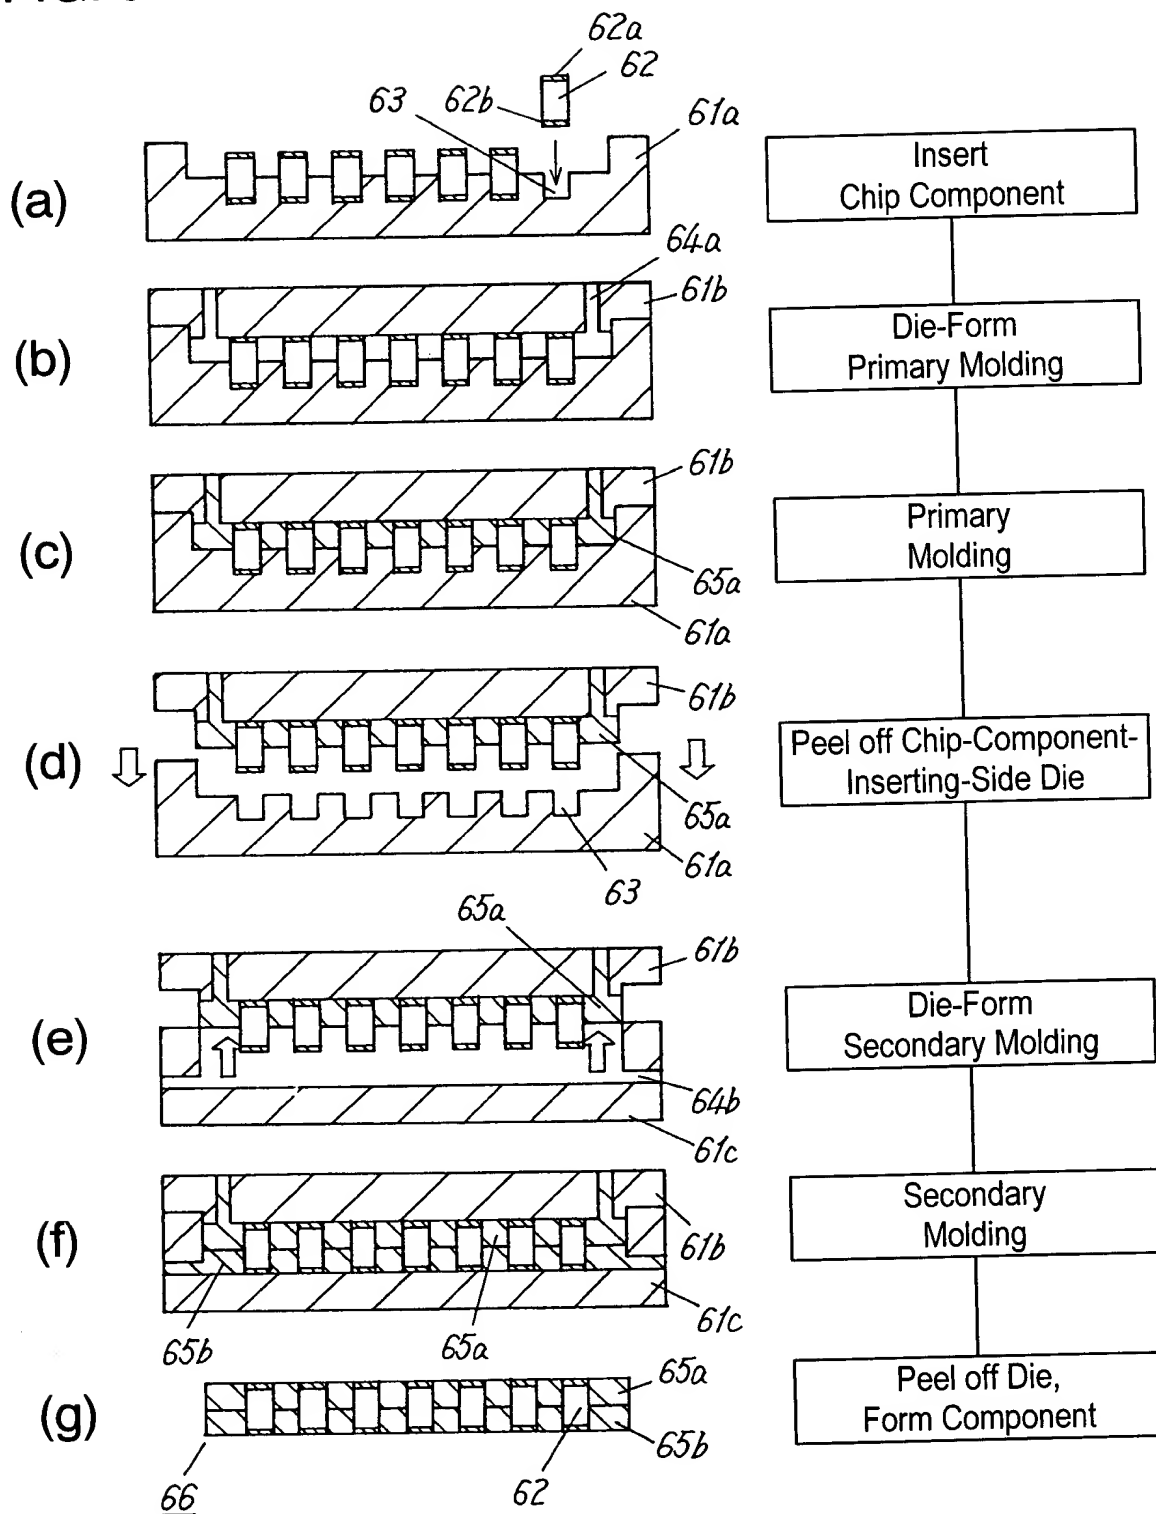 62a
62
63
62b
61a
(a)
Insert
Chip Component
64a
61b
(b)
Die-Form
Primary Molding
61b
(c)
Primary
Molding
65a
61a
61b
(d)
Peel off Chip-Component-
Inserting-Side Die
65a
61a
63
65a
61b
(e)
Die-Form
Secondary Molding
64b
61c
(f)
Secondary
Molding
61b
61c
65b
65a
65a
(g)
Peel off Die,
Form Component
65b
66
62